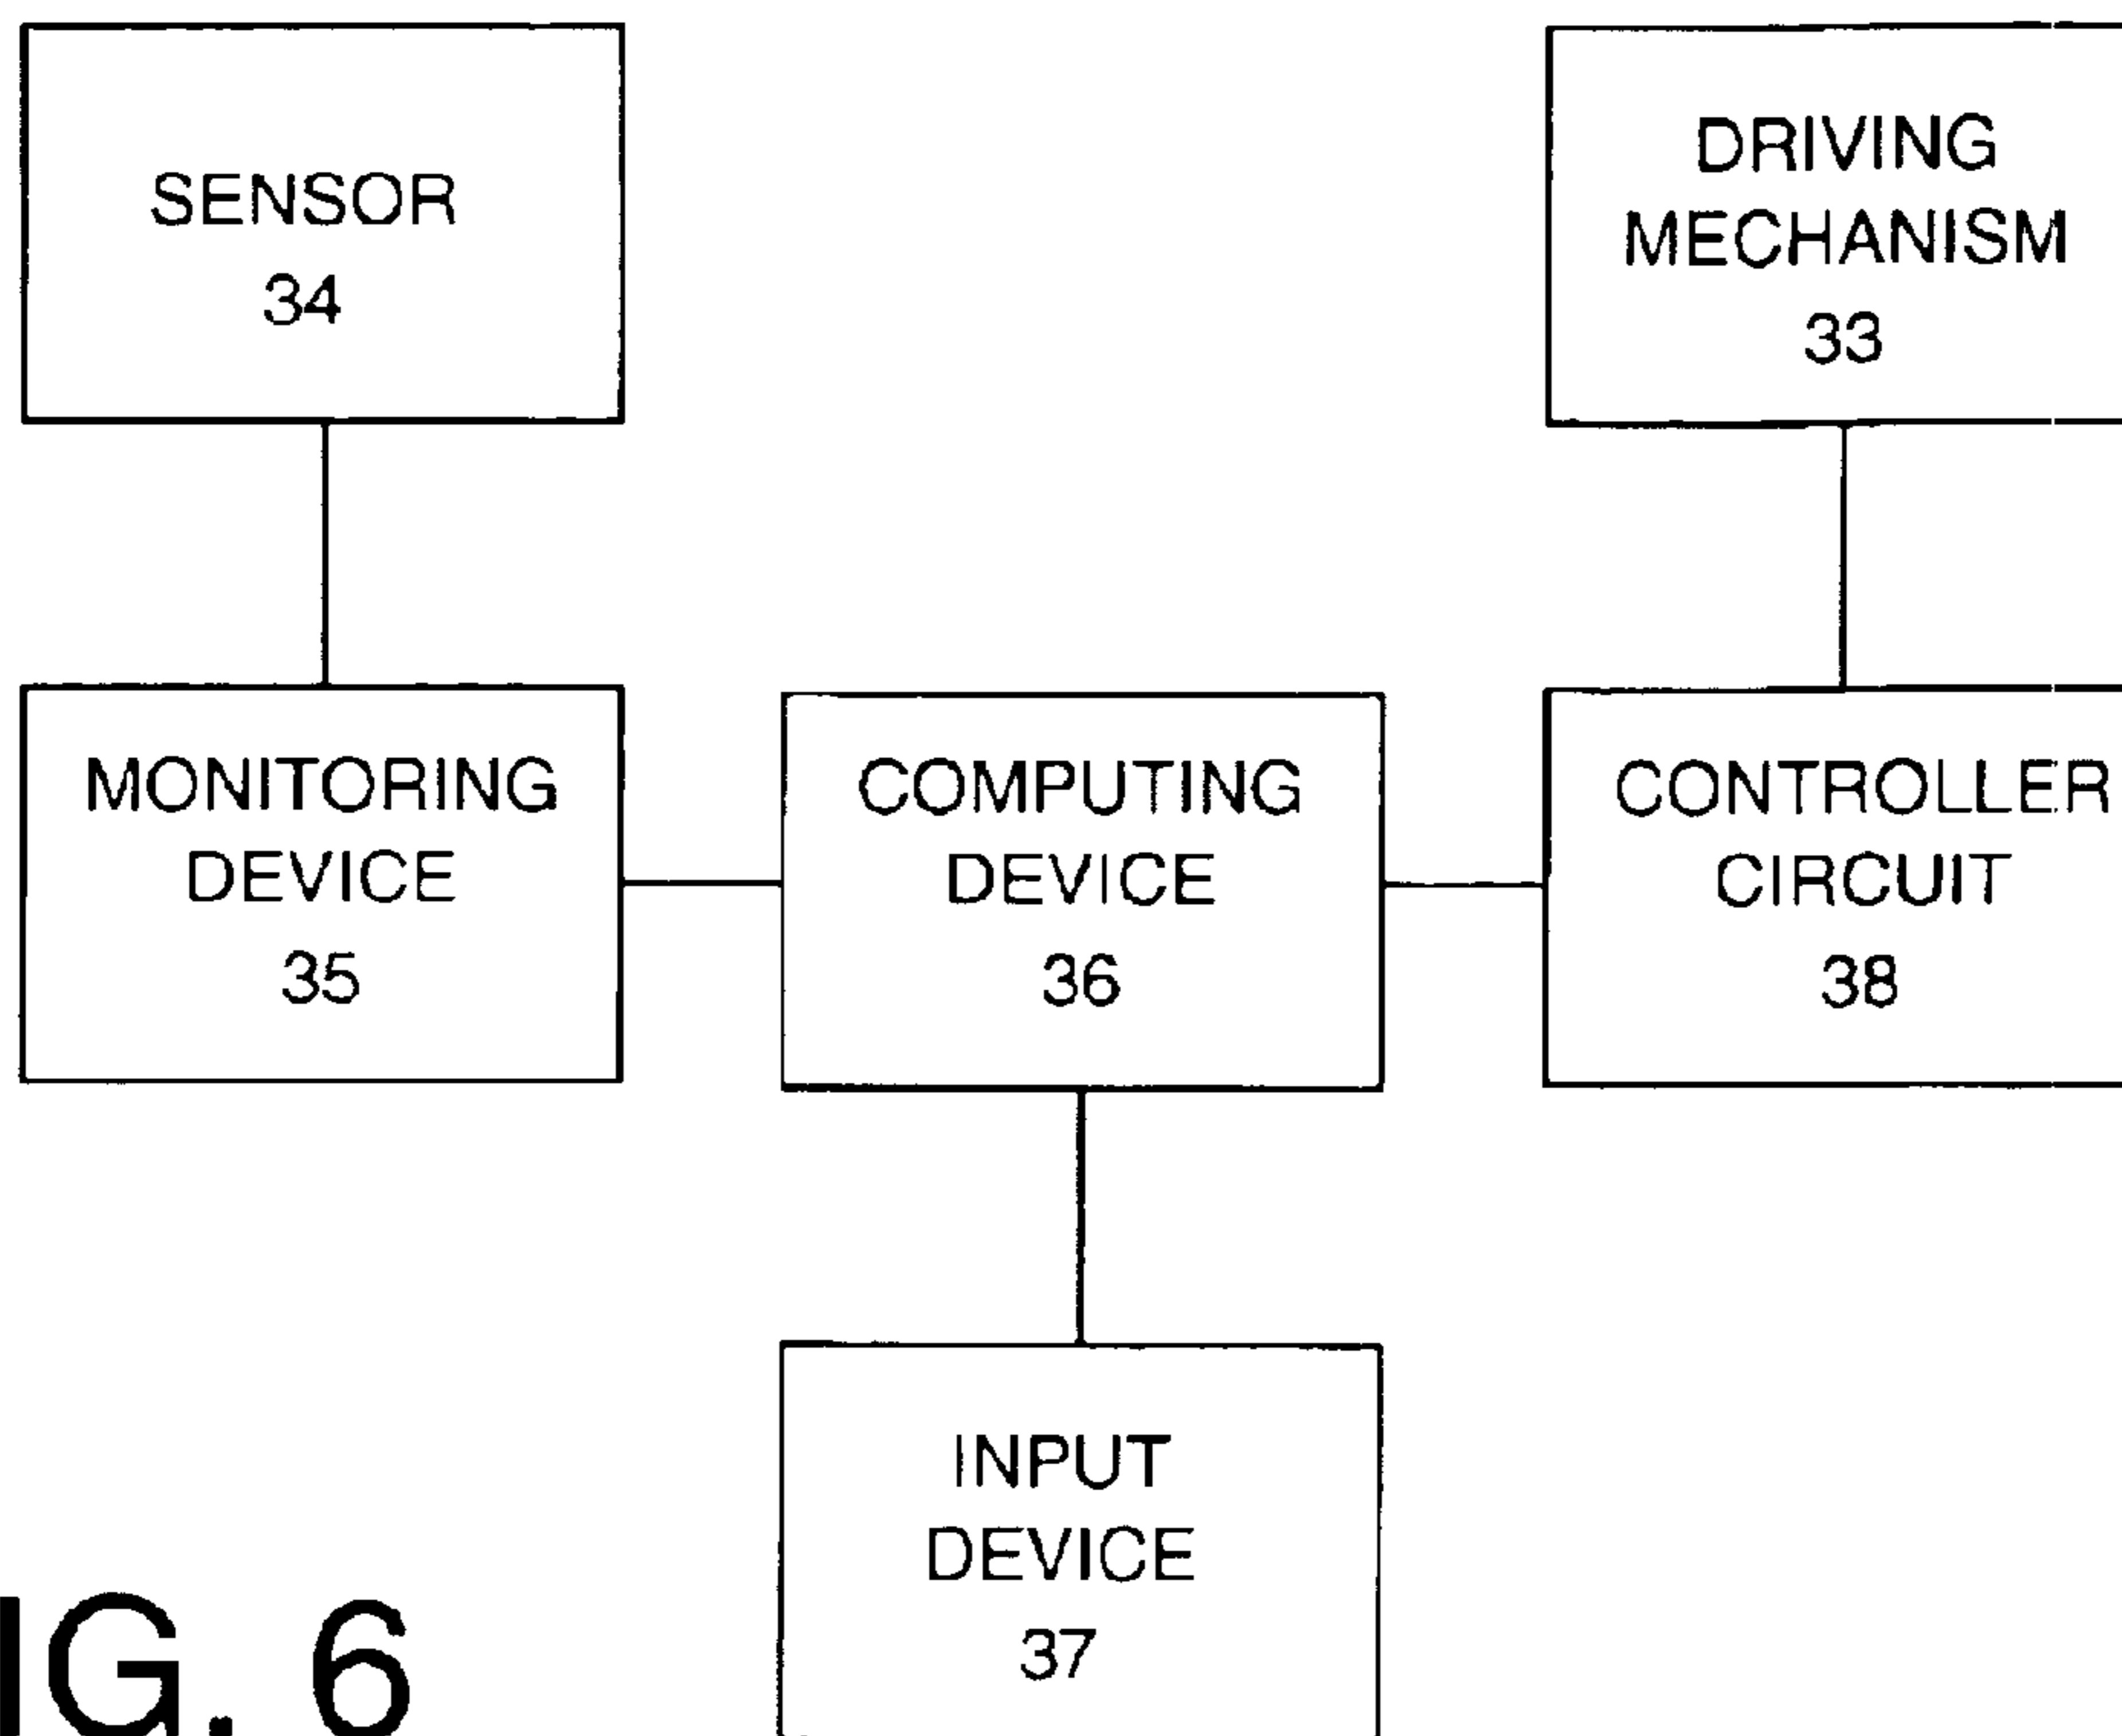 SENSOR
34
DRIVING
MECHANISM
33
MONITORING
DEVICE
35
COMPUTING
DEVICE
36
CONTROLLER
CIRCUIT
38
INPUT
DEVICE
37
IG. 6